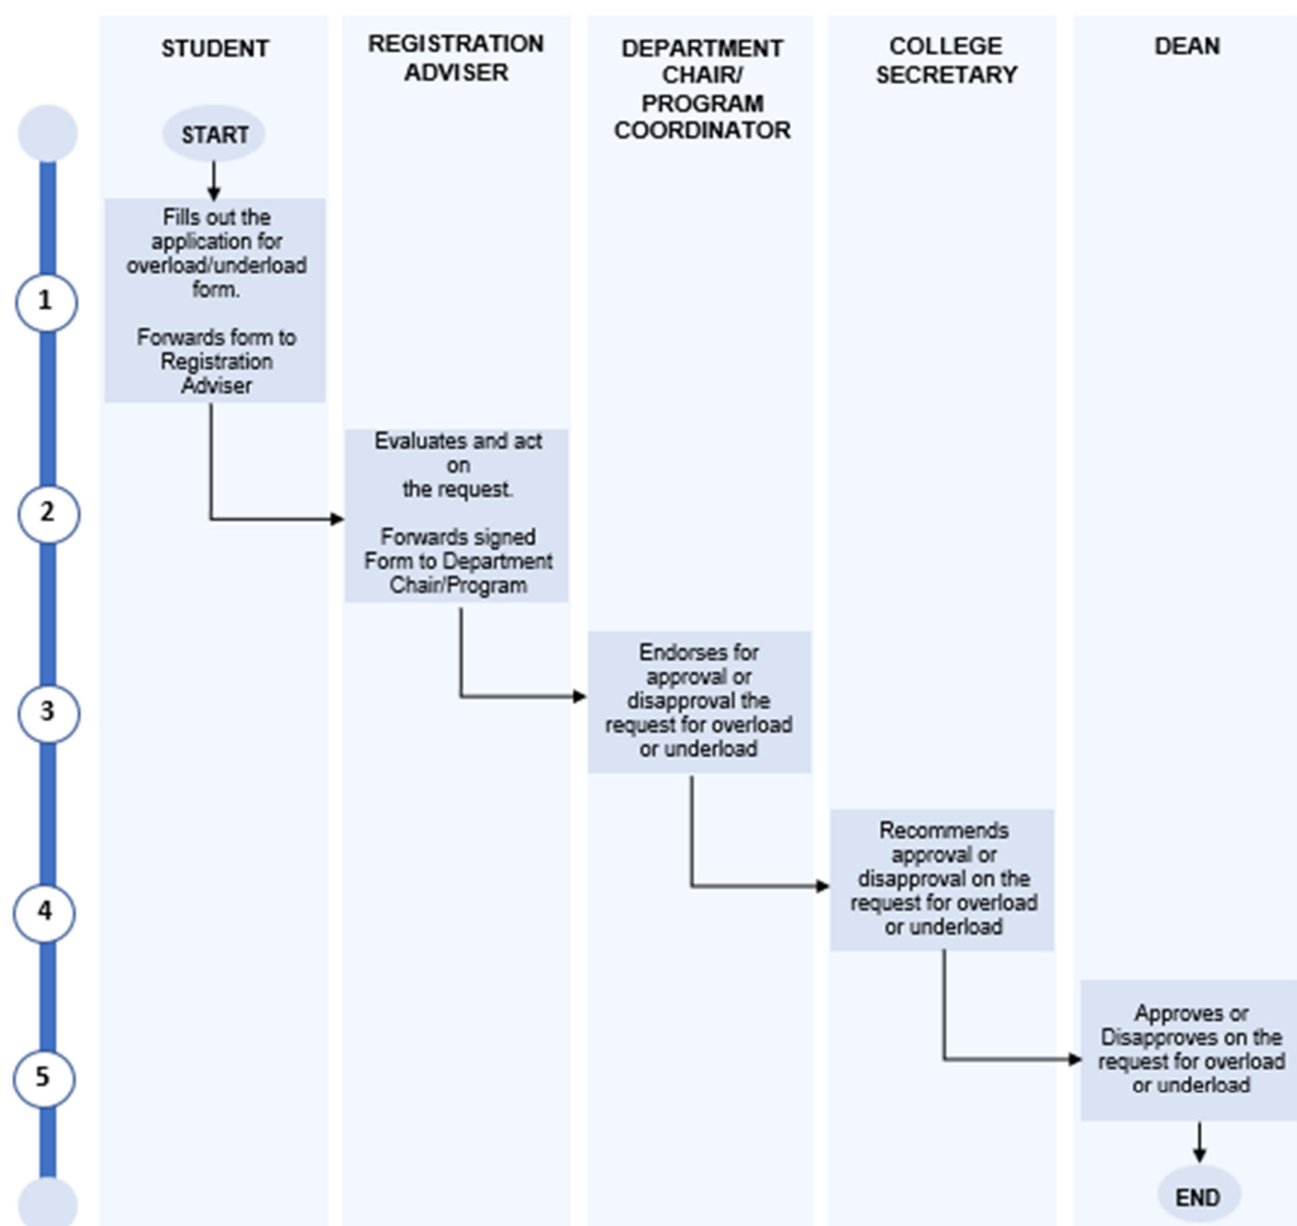 STUDENT
REGISTRATION
ADVISER
DEPARTMENT
CHAIR/
PROGRAM
COORDINATOR
COLLEGE
SECRETARY
DEAN
START
1
Fills out the
application for
overload/underload
form.
Forwards form to
Registration
Adviser
2
Evaluates and act
on
the request.
Forwards signed
Form to Department
Chair/Program
3
Endorses for
approval or
disapproval the
request for overload
or underload
4
Recommends
approval or
disapproval on the
request for overload
or underload
5
Approves or
Disapproves on the
request for overload
or underload
END